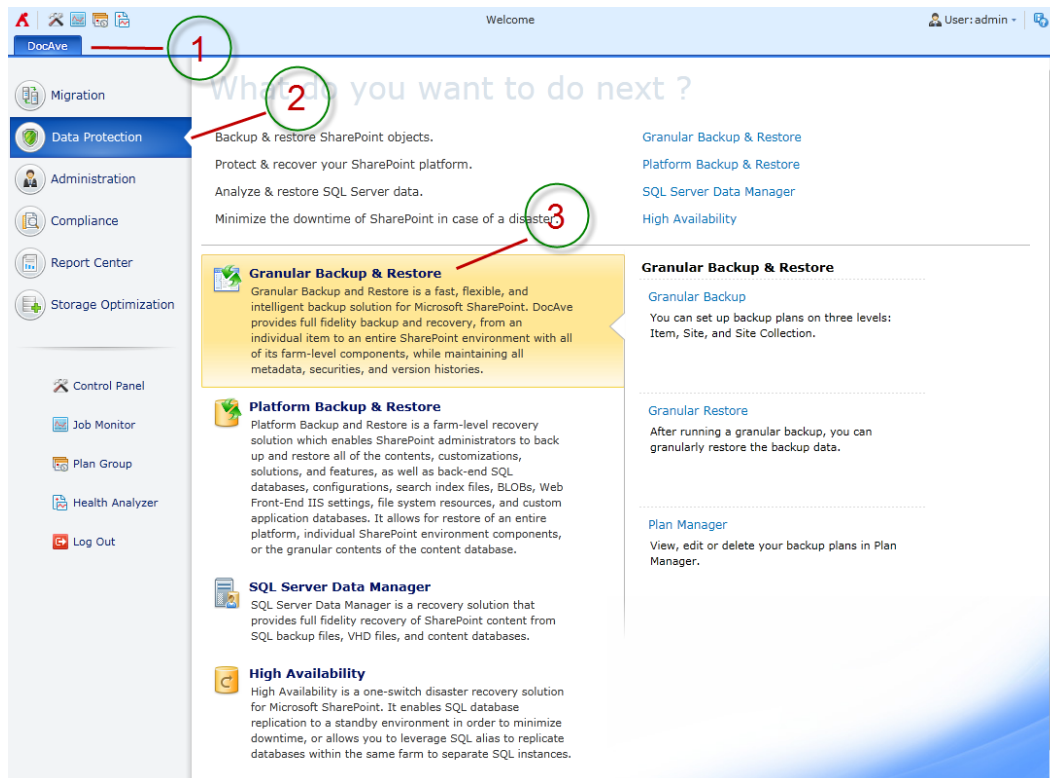 Welcome
User: admin
DocAve
1
What do you want to do next ?
2
Migration
Data Protection
Administration
Compliance
Report Center
Storage Optimization
Control Panel
Job Monitor
Plan Group
Health Analyzer
Log Out
Backup & restore SharePoint objects.
Granular Backup & Restore
Protect & recover your SharePoint platform.
Platform Backup & Restore
Analyze & restore SQL Server data.
SQL Server Data Manager
Minimize the downtime of SharePoint in case of a disaster.
High Availability
3
Granular Backup & Restore
Granular Backup and Restore is a fast, flexible, and
intelligent backup solution for Microsoft SharePoint. DocAve
provides full fidelity backup and recovery, from an
individual item to an entire SharePoint environment with all
of its farm-level components, while maintaining all
metadata, securities, and version histories.
Platform Backup & Restore
Platform Backup and Restore is a farm-level recovery
solution which enables SharePoint administrators to back
up and restore all of the contents, customizations,
solutions, and features, as well as back-end SQL
databases, configurations, search index files, BLOBs, Web
Front-End IIS settings, file system resources, and custom
application databases. It allows for restore of an entire
platform, individual SharePoint environment components,
or the granular contents of the content database.
SQL Server Data Manager
SQL Server Data Manager is a recovery solution that
provides full fidelity recovery of SharePoint content from
SQL backup files, VHD files, and content databases.
High Availability
High Availability is a one-switch disaster recovery solution
for Microsoft SharePoint. It enables SQL database
replication to a standby environment in order to minimize
downtime, or allows you to leverage SQL alias to replicate
databases within the same farm to separate SQL instances.
Granular Backup & Restore
Granular Backup
You can set up backup plans on three levels:
Item, Site, and Site Collection.
Granular Restore
After running a granular backup, you can
granularly restore the backup data.
Plan Manager
View, edit or delete your backup plans in Plan
Manager.